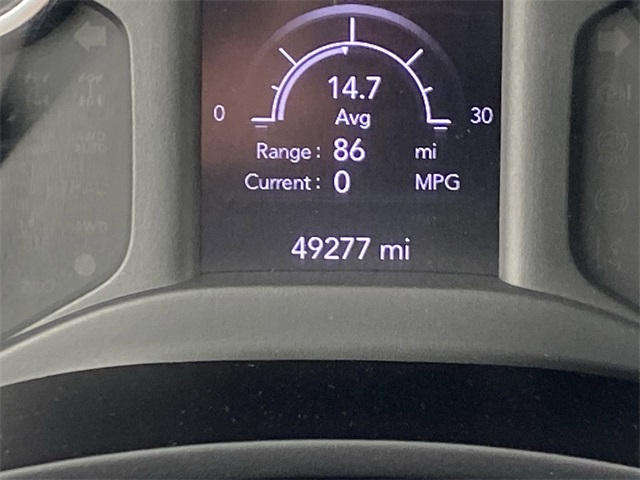 14.7
0 Avg 30
Range: 86 mi
Current: 0 MPG
49277 mi